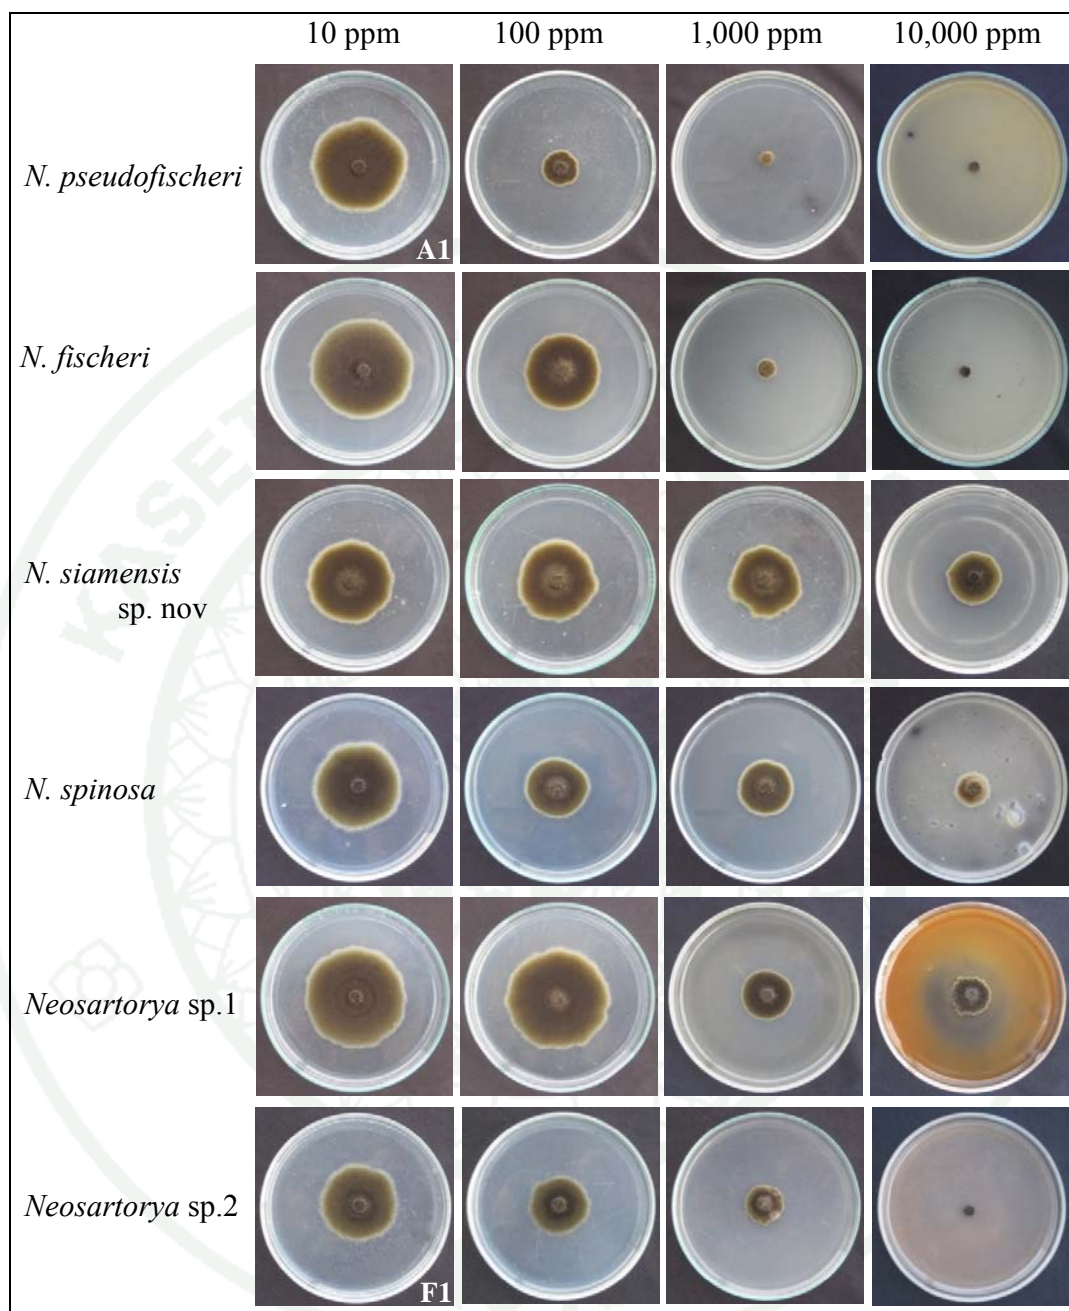 10 ppm 100 ppm 1,000 ppm 10,000 ppm
N. pseudofischeri
A1
N. fischeri
KASET
N. siamensis
sp. nov
N. spinosa
Neosartorya sp.1
Neosartorya sp.2
F1